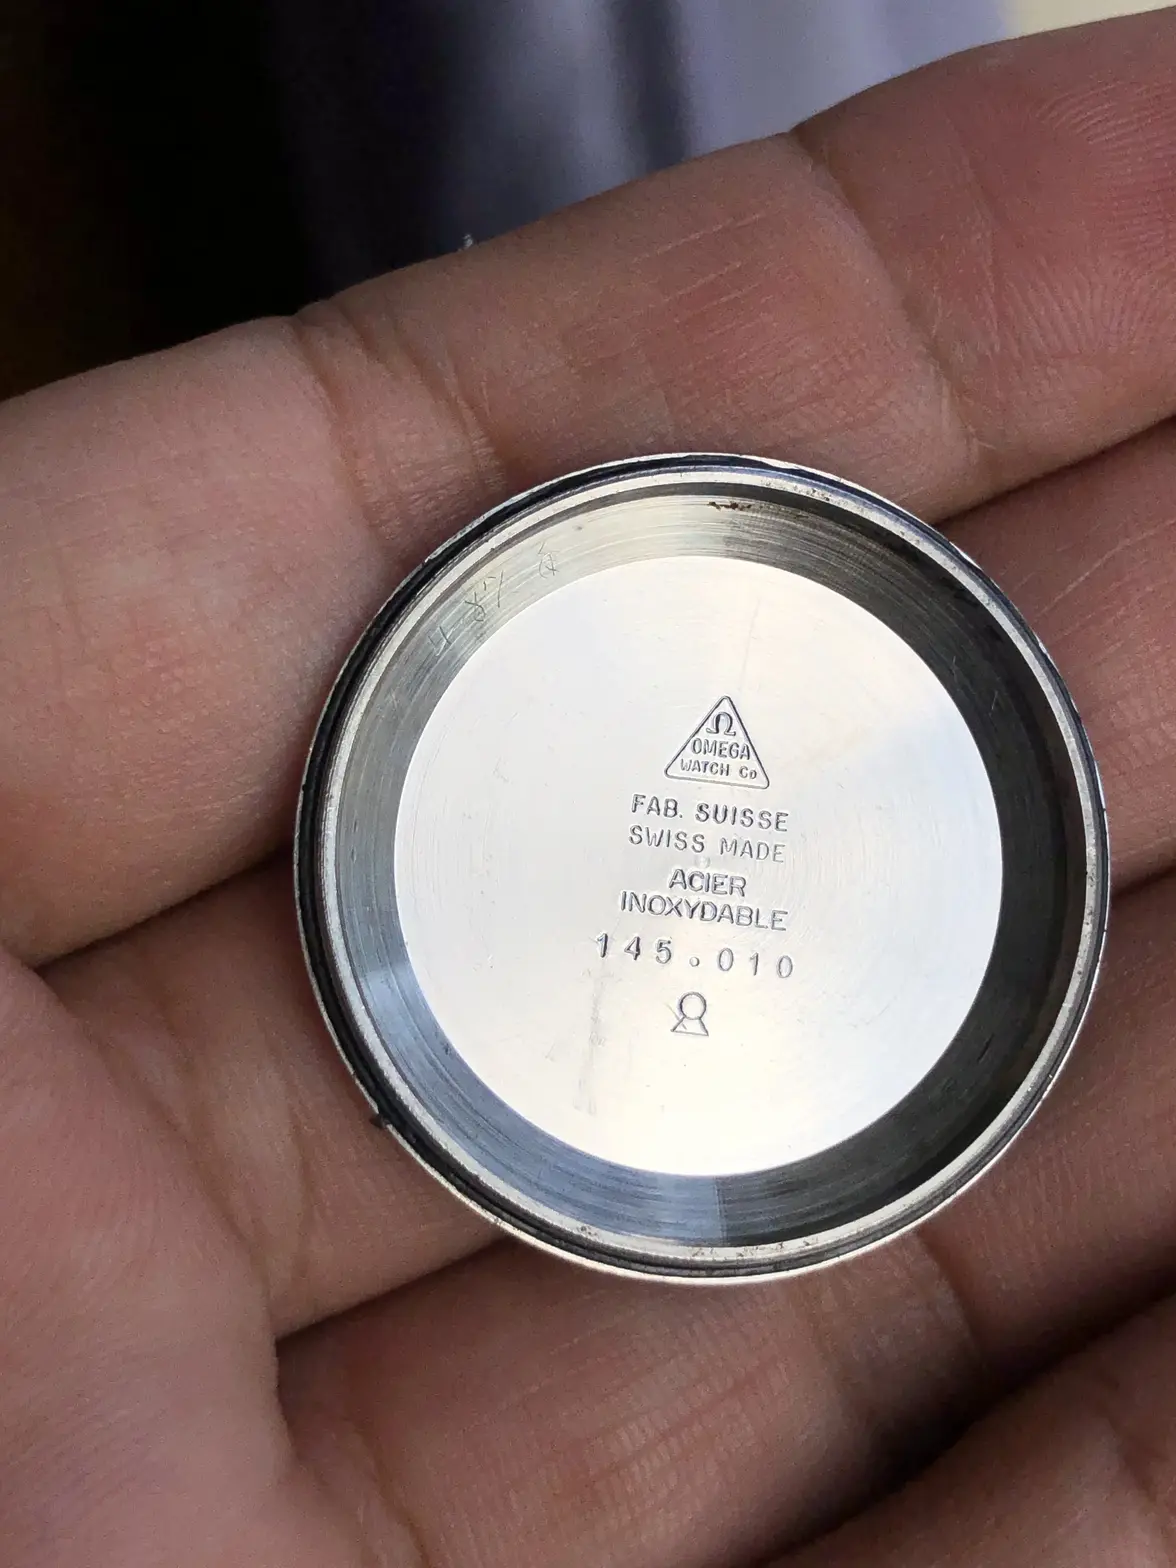 Ω
OMEGA
WATCH Co
FAB. SUISSE
SWISS MADE
ACIER
INOXYDABLE
145.010